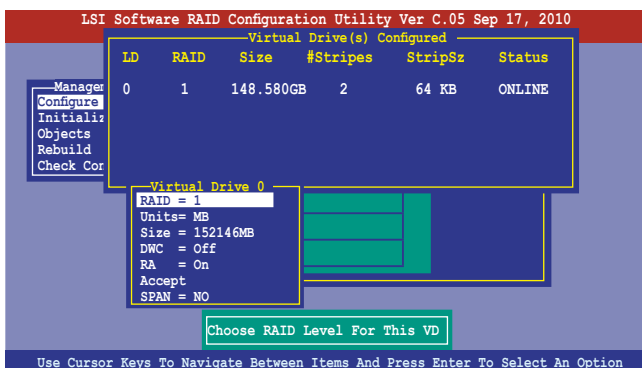 LSI Software RAID Configuration Utility Ver C.05 Sep 17, 2010
Virtual Drive(s) Configured
LD RAID Size #Stripes StripSz Status
0 1 148.580GB 2 64 KB ONLINE
Managem
Configure
Initializ
Objects
Rebuild
Check Con
Virtual Drive 0
RAID = 1
Units= MB
Size = 152146MB
DWC = Off
RA = On
Accept
SPAN = NO
Choose RAID Level For This VD
Use Cursor Keys To Navigate Between Items And Press Enter To Select An Option